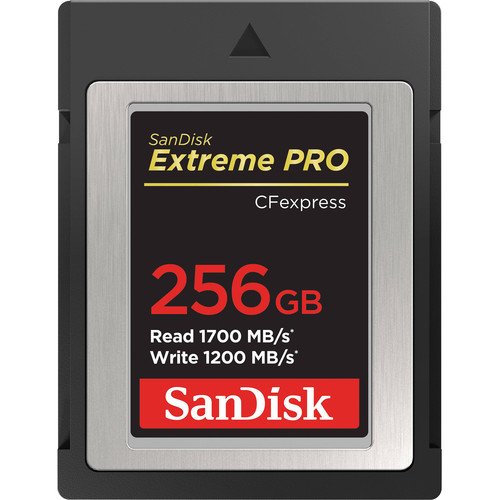 SanDisk
Extreme PRO
CFexpress
256GB
Read 1700 MB/s*
Write 1200 MB/s*
SanDisk